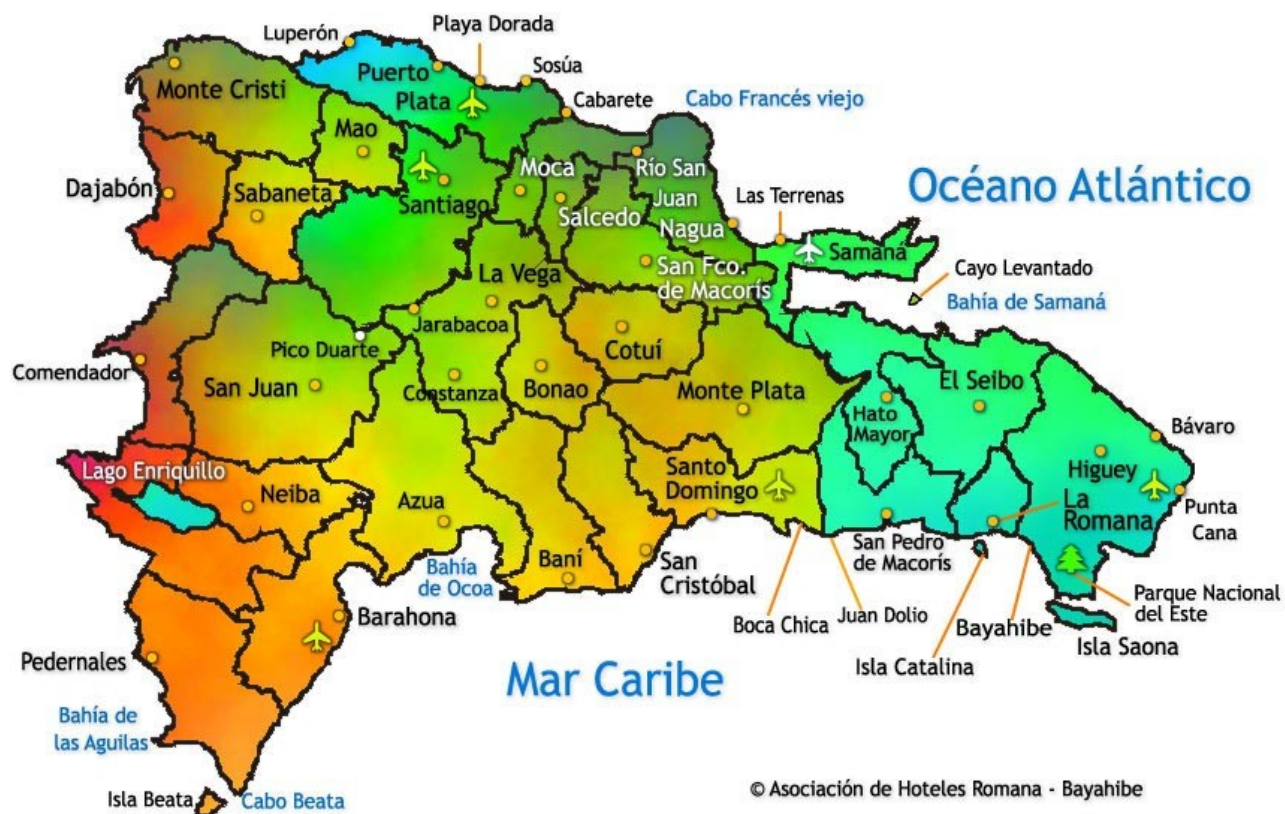 Luperón
Playa Dorada
Puerto
Plata
Sosúa
Monte Cristi
Cabarete
Cabo Francés viejo
Mao
Moca
Río San
Juan
Océano Atlántico
Dajabón
Sabaneta
Santiago
Salcedo
Las Terrenas
Nagua
Samaná
La Vega
San Fco.
de Macorís
Cayo Levantado
Bahía de Samaná
Jarabacoa
Pico Duarte
Cotuí
Comendador
San Juan
Constanza
Bonao
Monte Plata
El Seibo
Hato
Mayor
Bávaro
Lago Enriquillo
Neiba
Azua
Santo
Domingo
Higuey
La
Romana
Punta
Cana
Bahía
de Ocoa
Baní
San
Cristóbal
San Pedro
de Macorís
Parque Nacional
del Este
Barahona
Boca Chica
Juan Dolio
Bayahibe
Isla Saona
Isla Catalina
Pedernales
Mar Caribe
Bahía de
las Aguilas
Isla Beata
Cabo Beata
© Asociación de Hoteles Romana - Bayahibe